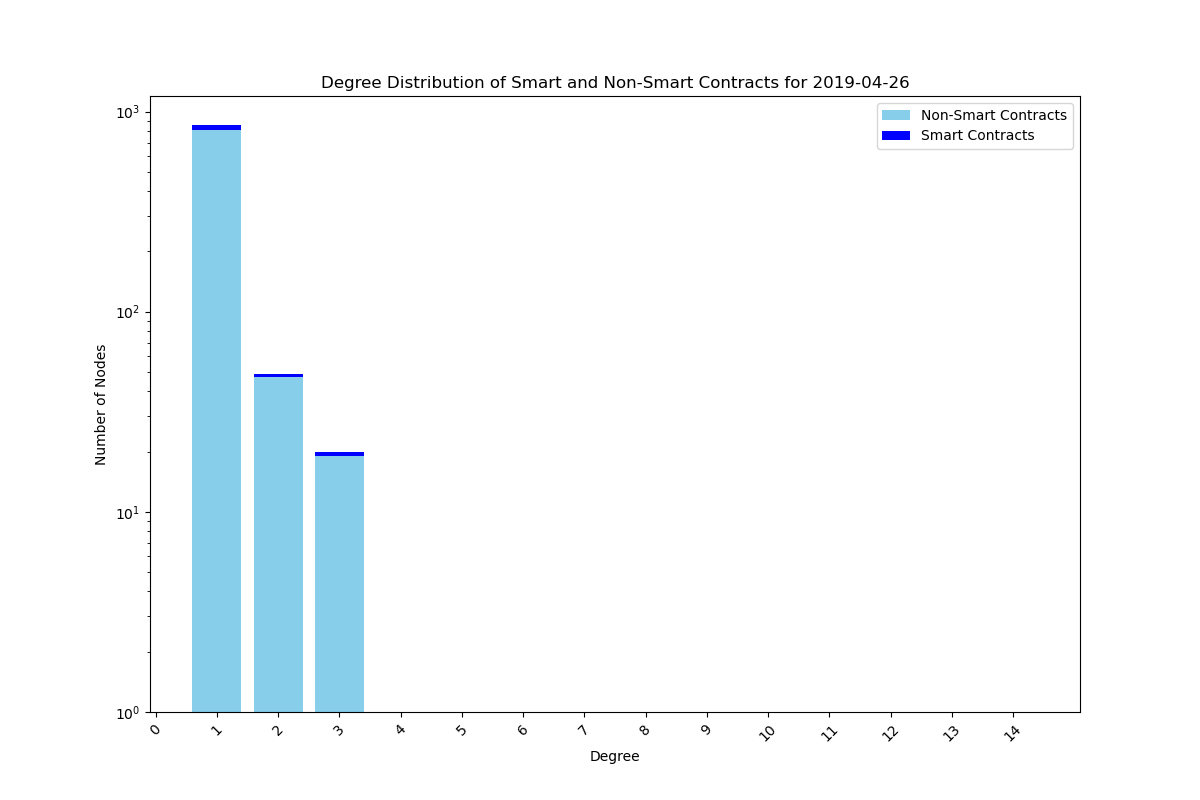 Degree Distribution of Smart and Non-Smart Contracts for 2019-04-26
Non-Smart Contracts
Smart Contracts
Number of Nodes
10³
10²
10¹
10⁰
0 1 2 3 4 5 6 7 8 9 10 11 12 13 14
Degree